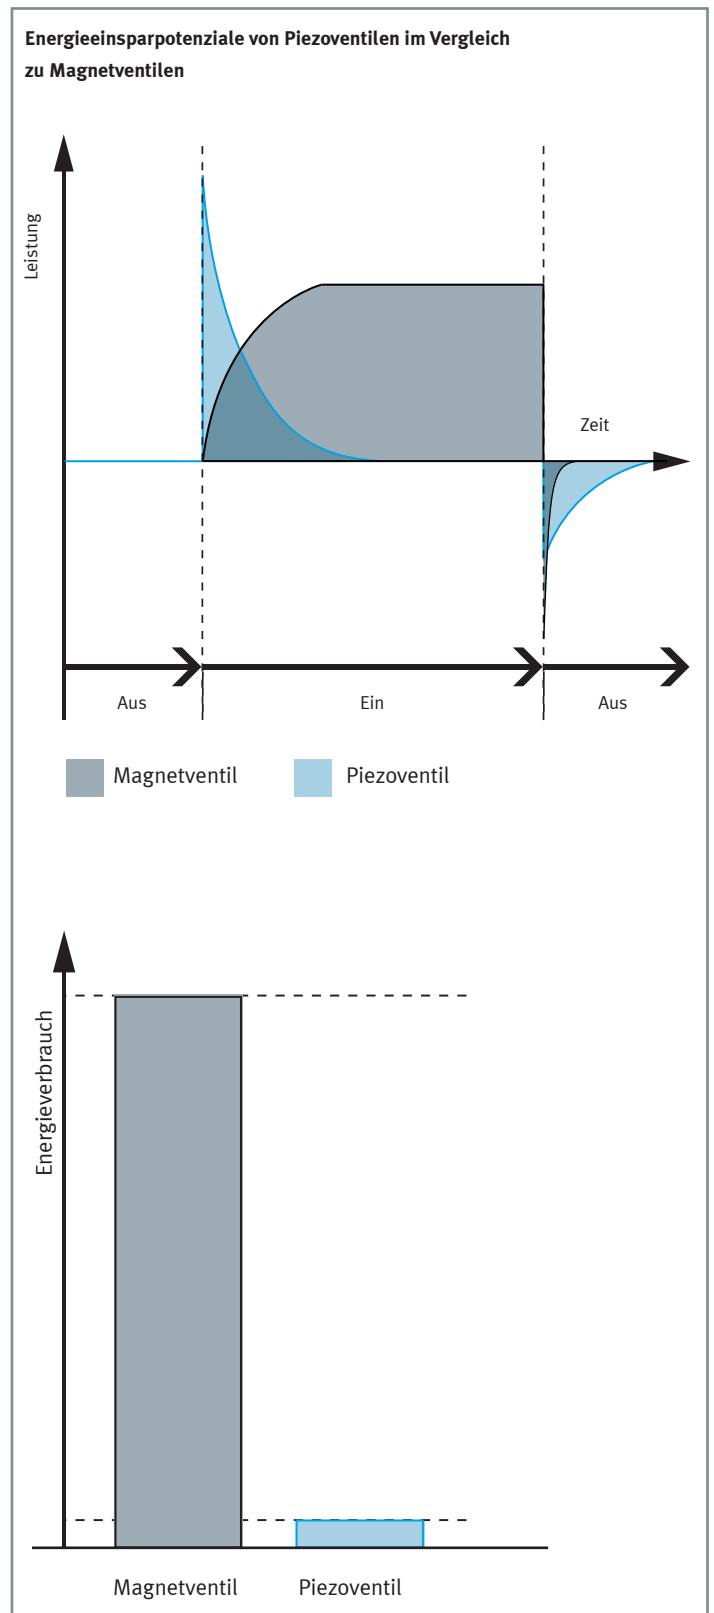 Energieeinsparpotenziale von Piezoventilen im Vergleich
zu Magnetventilen
Leistung
Zeit
Aus
Ein
Aus
Magnetventil
Piezoventil
Energieverbrauch
Magnetventil
Piezoventil